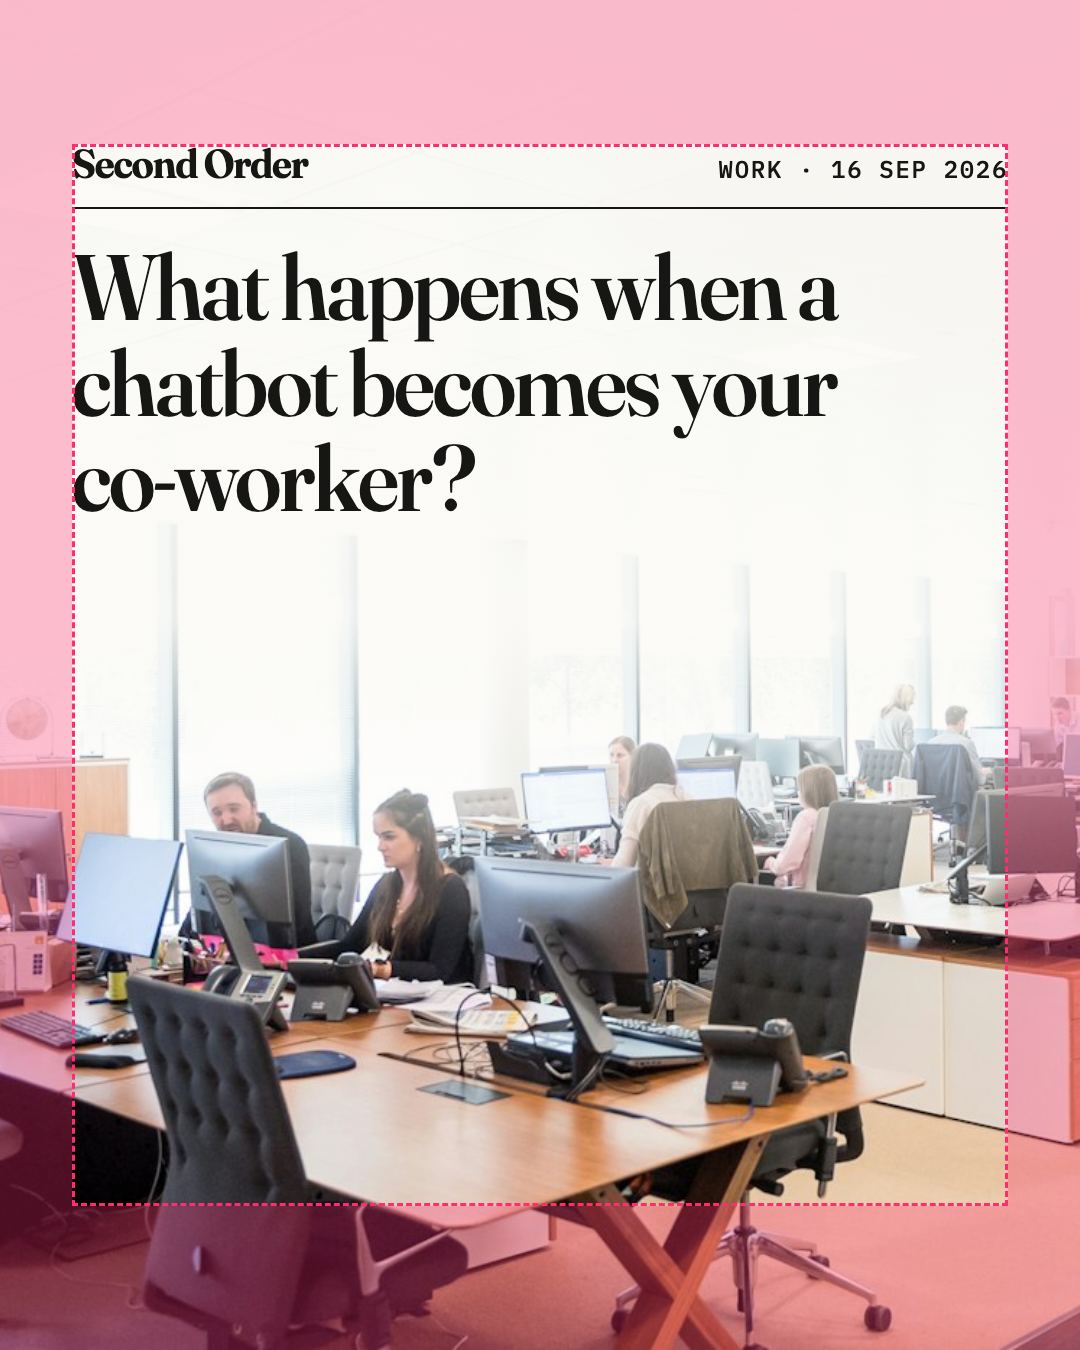 Second Order
WORK · 16 SEP 2026
What happens when a
chatbot becomes your
co-worker?